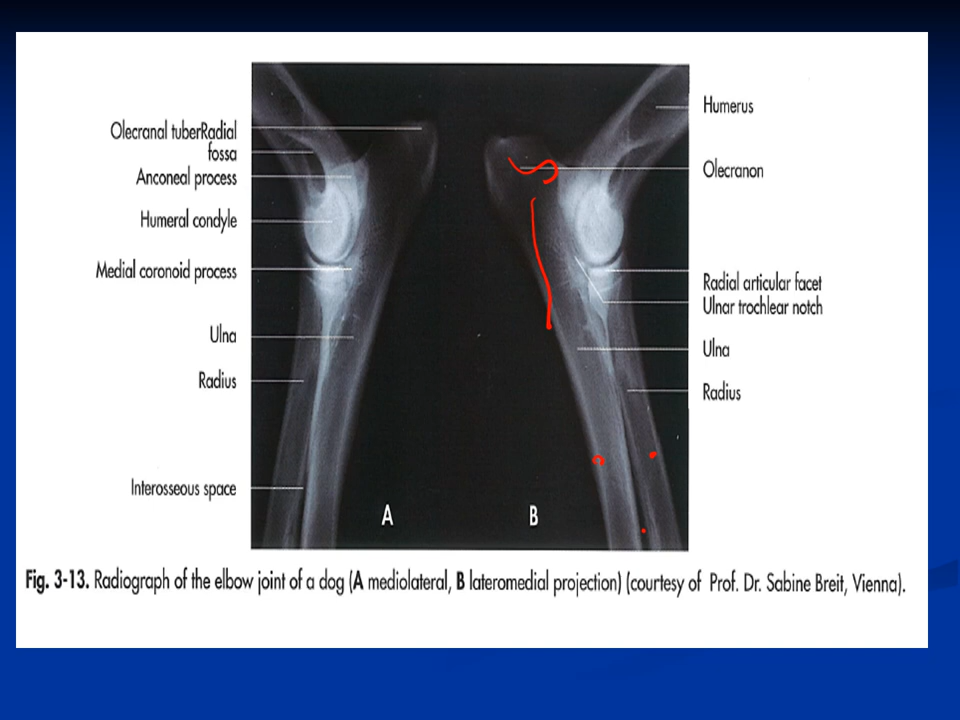 Olecranal tuberRadial
fossa
Anconeal process
Humeral condyle
Medial coronoid process
Ulna
Radius
Interosseous space
A
B
Humerus
Olecranon
Radial articular facet
Ulnar trochlear notch
Ulna
Radius
Fig. 3-13. Radiograph of the elbow joint of a dog (A mediolateral, B lateromedial projection) (courtesy of Prof. Dr. Sabine Breit, Vienna).